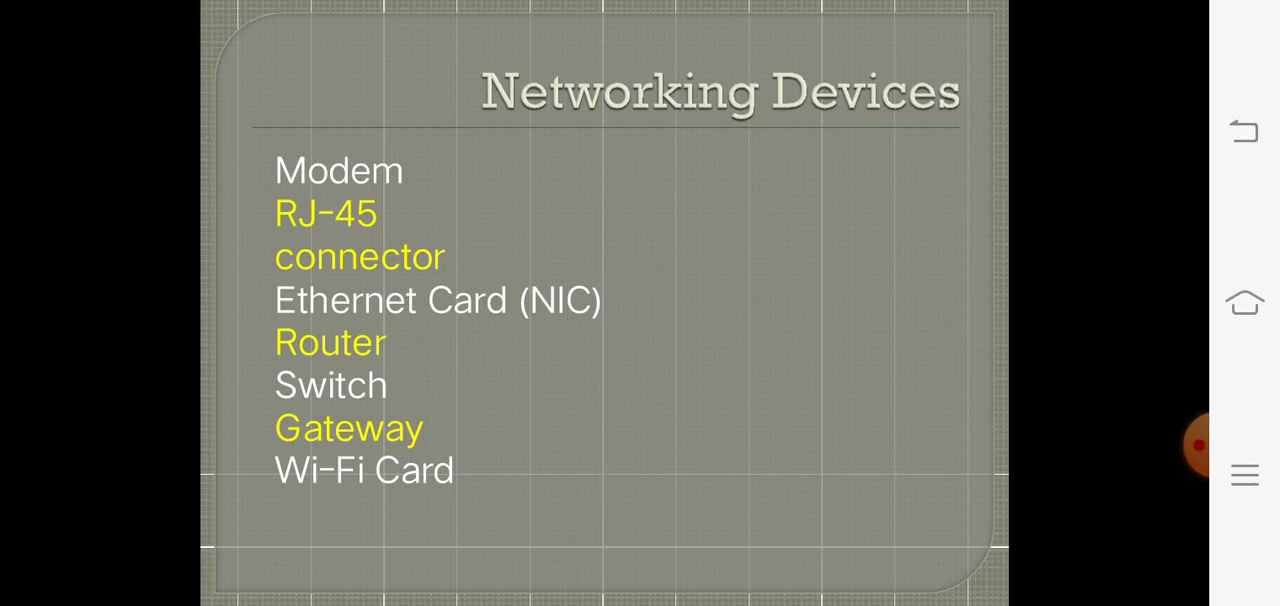 Networking Devices
Modem
RJ-45
connector
Ethernet Card (NIC)
Router
Switch
Gateway
Wi-Fi Card